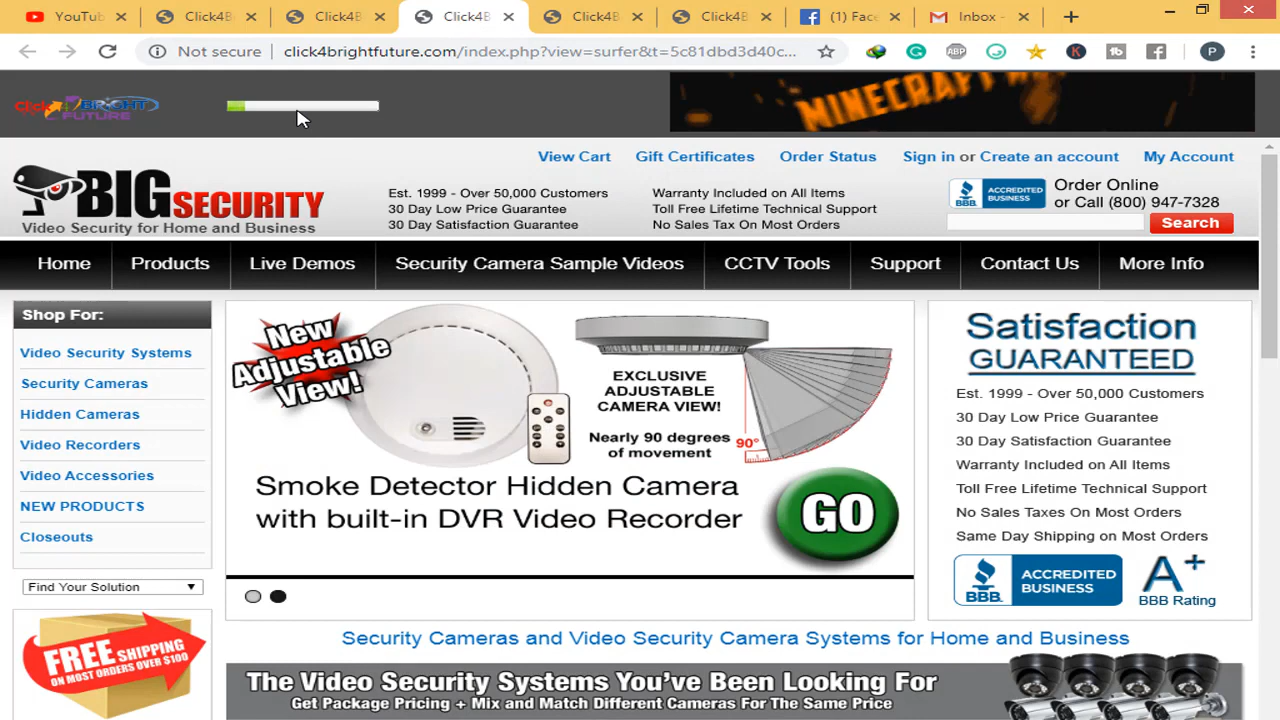 YouTub
Click4B
Click4B
Click4B
Click4B
Click4B
(1) Face
Inbox -
Not secure
click4brightfuture.com/index.php?view=surfer&t=5c81dbd3d40c...
ABP
K
tb
P
Click4 BRIGHT
FUTURE
MINECRAFT
View Cart
Gift Certificates
Order Status
Sign in or Create an account
My Account
BIG SECURITY
Video Security for Home and Business
Est. 1999 - Over 50,000 Customers
30 Day Low Price Guarantee
30 Day Satisfaction Guarantee
Warranty Included on All Items
Toll Free Lifetime Technical Support
No Sales Tax On Most Orders
BBB.
ACCREDITED
BUSINESS
Order Online
or Call (800) 947-7328
Search
Home
Products
Live Demos
Security Camera Sample Videos
CCTV Tools
Support
Contact Us
More Info
Shop For:
Video Security Systems
Security Cameras
Hidden Cameras
Video Recorders
Video Accessories
NEW PRODUCTS
Closeouts
Find Your Solution
FREE SHIPPING
ON MOST ORDERS OVER $100
New
Adjustable
View!
EXCLUSIVE
ADJUSTABLE
CAMERA VIEW!
Nearly 90 degrees
of movement
90°
Smoke Detector Hidden Camera
with built-in DVR Video Recorder
GO
Satisfaction
GUARANTEED
Est. 1999 - Over 50,000 Customers
30 Day Low Price Guarantee
30 Day Satisfaction Guarantee
Warranty Included on All Items
Toll Free Lifetime Technical Support
No Sales Taxes On Most Orders
Same Day Shipping on Most Orders
BBB.
ACCREDITED
BUSINESS
A+
BBB Rating
Security Cameras and Video Security Camera Systems for Home and Business
The Video Security Systems You've Been Looking For
Get Package Pricing + Mix and Match Different Cameras For The Same Price